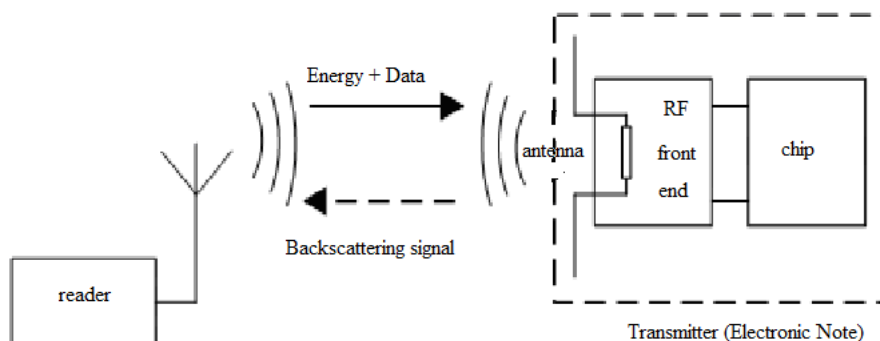 Energy + Data
antenna
RF
front
end
chip
Backscattering signal
reader
Transmitter (Electronic Note)